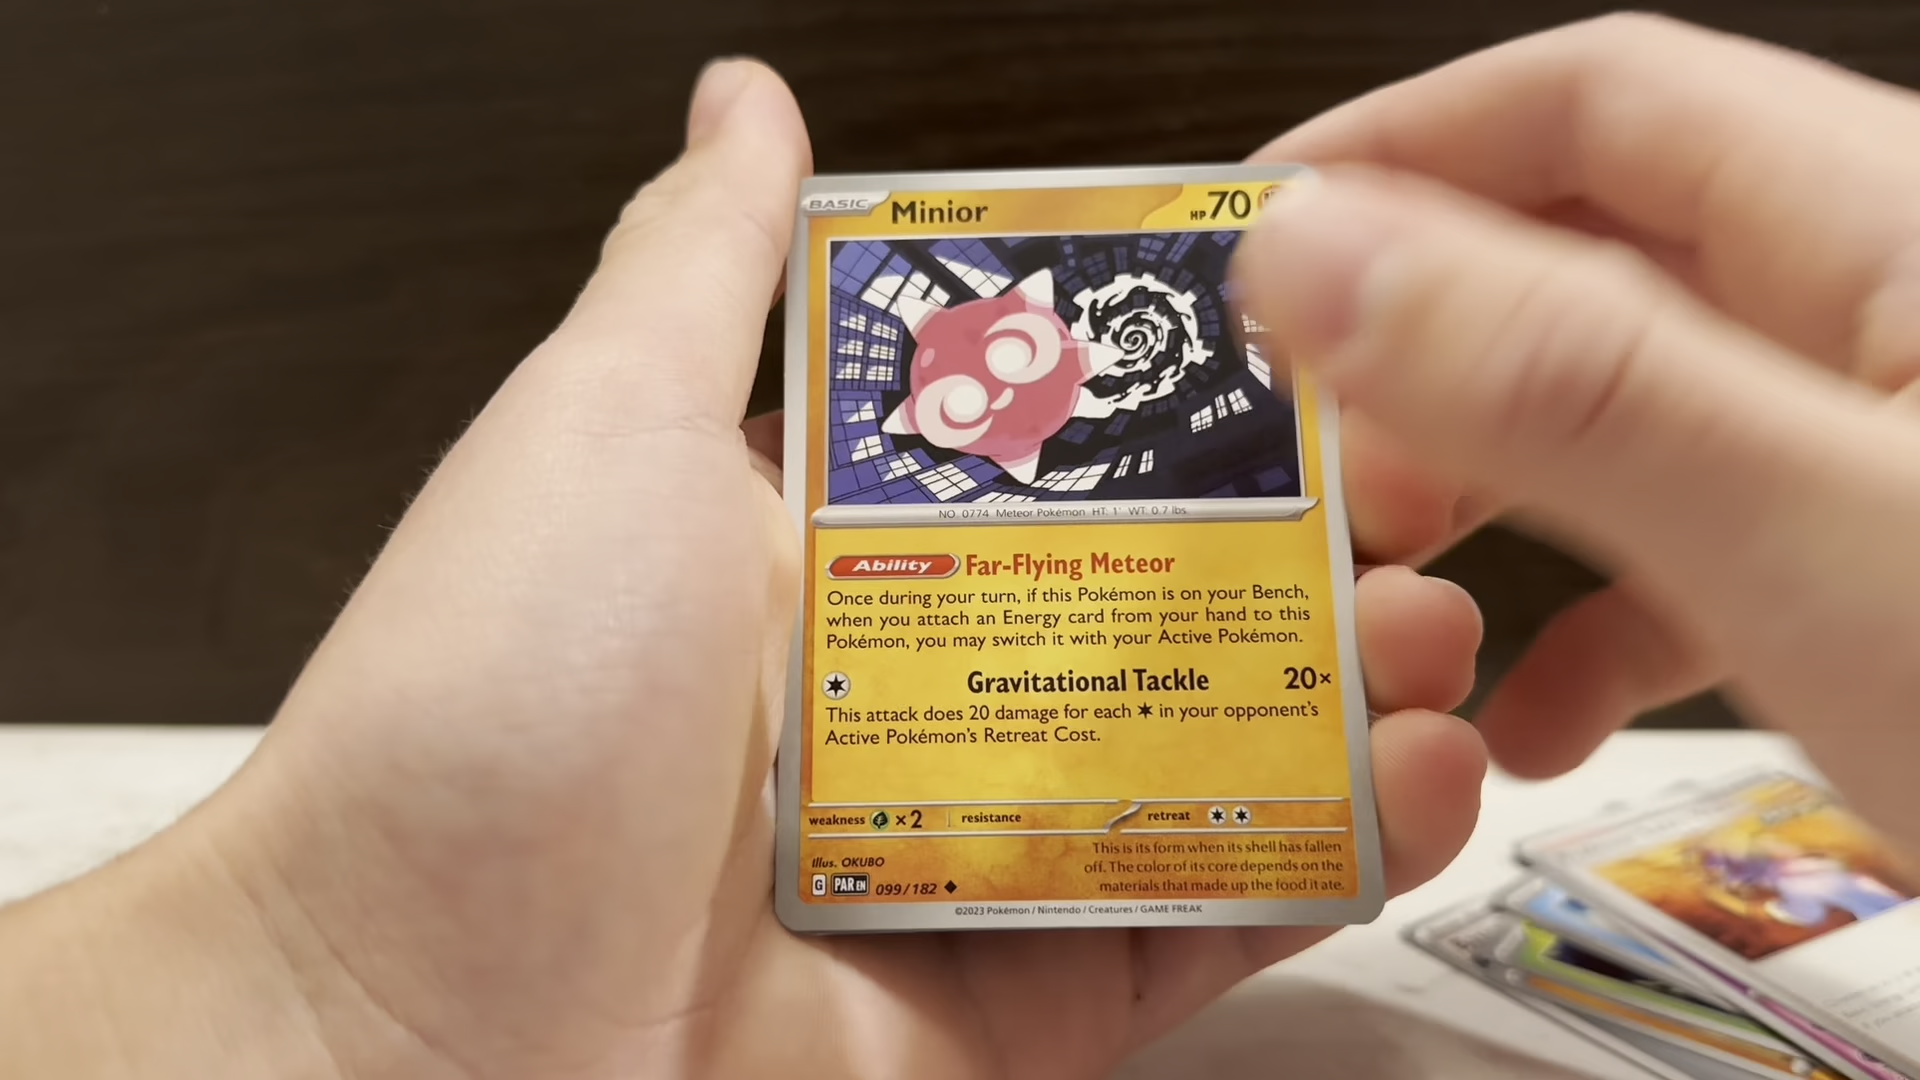 BASIC
Minior
HP 70
NO. 0774 Meteor Pokémon HT: 1' WT: 0.7 lbs.
Ability Far-Flying Meteor
Once during your turn, if this Pokémon is on your Bench,
when you attach an Energy card from your hand to this
Pokémon, you may switch it with your Active Pokémon.
Gravitational Tackle 20×
This attack does 20 damage for each in your opponent's
Active Pokémon's Retreat Cost.
weakness ×2 resistance retreat
Illus. OKUBO
This is its form when its shell has fallen
off. The color of its core depends on the
materials that made up the food it ate.
G PAR EN 099/182
©2023 Pokémon / Nintendo / Creatures / GAME FREAK